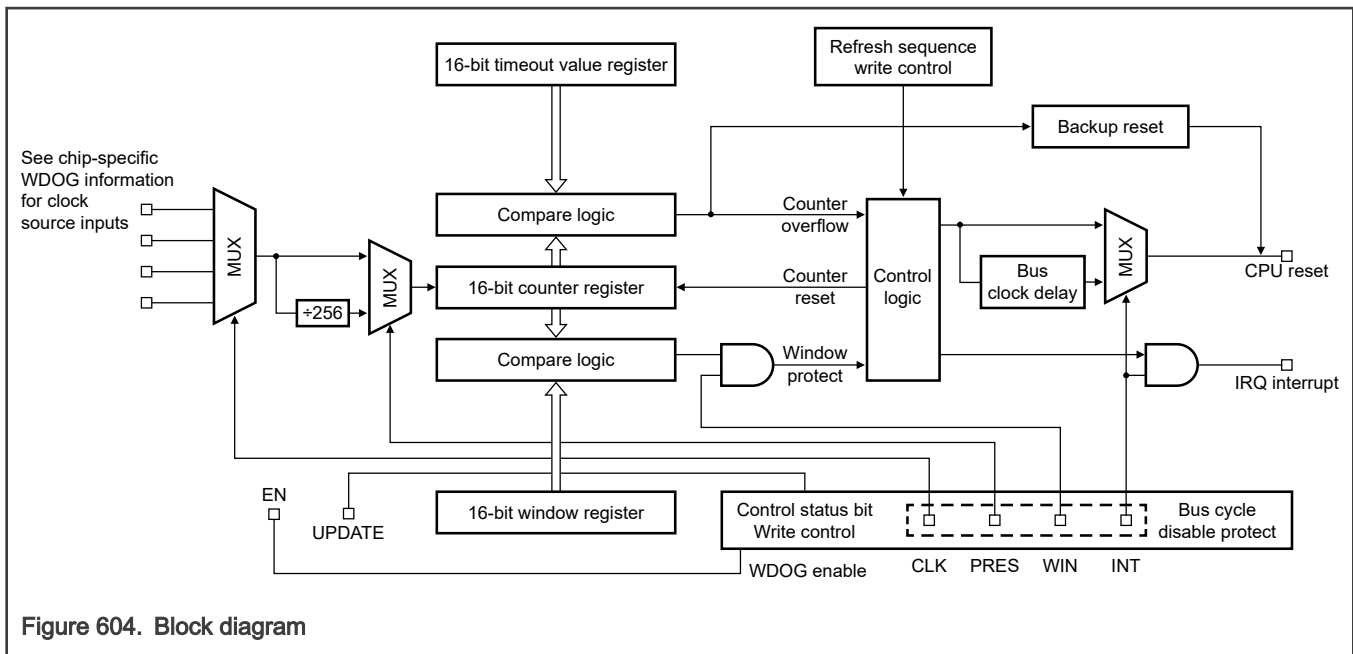 16-bit timeout value register
Refresh sequence
write control
Backup reset
See chip-specific
WDOG information
for clock
source inputs
MUX
÷256
MUX
Compare logic
16-bit counter register
Compare logic
Counter
overflow
Counter
reset
Window
protect
Control
logic
Bus
clock delay
MUX
CPU reset
IRQ interrupt
EN
UPDATE
16-bit window register
Control status bit
Write control
Bus cycle
disable protect
WDOG enable
CLK
PRES
WIN
INT
Figure 604. Block diagram